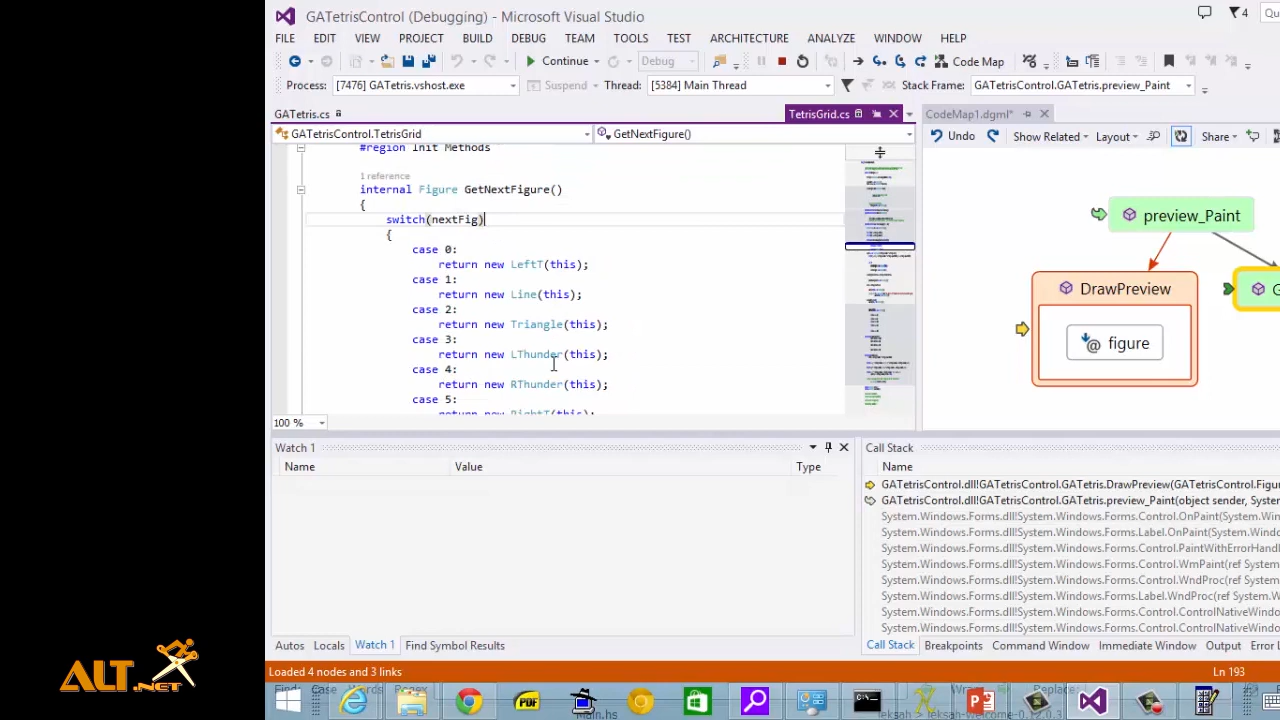 GATetrisControl (Debugging) - Microsoft Visual Studio
4
FILE EDIT VIEW PROJECT BUILD DEBUG TEAM TOOLS TEST ARCHITECTURE ANALYZE WINDOW HELP
Continue Debug Code Map
Process: [7476] GATetris.vshost.exe Suspend Thread: [5384] Main Thread Stack Frame: GATetrisControl.GATetris.preview_Paint
GATetris.cs TetrisGrid.cs CodeMap1.dgml*
GATetrisControl.TetrisGrid GetNextFigure() Undo Show Related Layout Share
#region Init Methods
1 reference
internal Figure GetNextFigure()
{
switch(nextFig)
{
case 0:
return new LeftT(this);
case 1:
return new Line(this);
case 2:
return new Triangle(this)
case 3:
return new LThunder(this)
case 4:
return new RThunder(this)
case
return new RightT(this);
DrawPreview
figure
100 %
Watch 1
Name Value Type
Call Stack
Name
GATetrisControl.dll!GATetrisControl.GATetris.DrawPreview(GATetrisControl.Figu
GATetrisControl.dll!GATetrisControl.GATetris.preview_Paint(object sender, System
System.Windows.Forms.dll!System.Windows.Forms.Control.OnPaint(System.Win
System.Windows.Forms.dll!System.Windows.Forms.Label.OnPaint(System.Windo
System.Windows.Forms.dll!System.Windows.Forms.Control.PaintWithErrorHandl
System.Windows.Forms.dll!System.Windows.Forms.Control.WmPaint(ref System
System.Windows.Forms.dll!System.Windows.Forms.Control.WndProc(ref System
System.Windows.Forms.dll!System.Windows.Forms.Label.WndProc(ref System.W
System.Windows.Forms.dll!System.Windows.Forms.Control.ControlNativeWindo
System.Windows.Forms.dll!System.Windows.Forms.Control.ControlNativeWindo
Autos Locals Watch 1 Find Symbol Results
Call Stack Breakpoints Command Window Immediate Window Output Error L
Loaded 4 nodes and 3 links Ln 193
ALT.NET
PDF